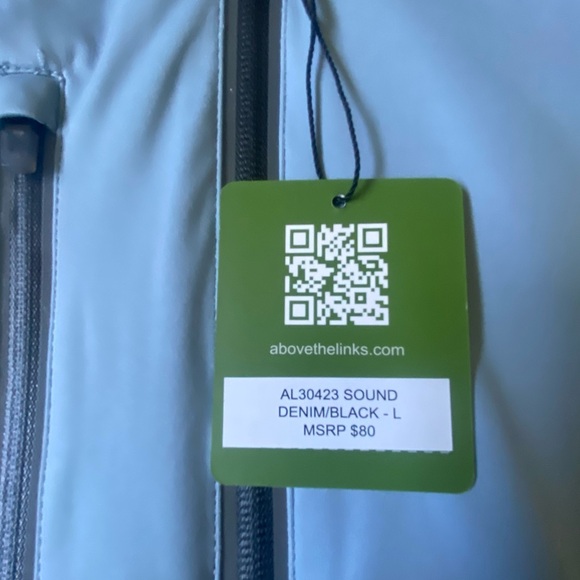 abovethelinks.com
AL30423 SOUND
DENIM/BLACK - L
MSRP $80